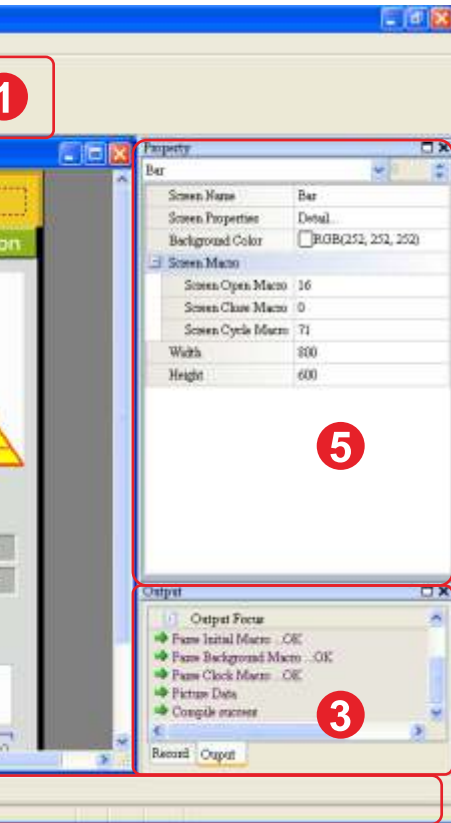 1
on
Property
Bar
0
Screen Name Bar
Screen Properties Detail...
Background Color RGB(252, 252, 252)
Screen Macro
Screen Open Macro 16
Screen Close Macro 0
Screen Cycle Macro 71
Width 800
Height 600
5
Output
Output Focus
Parse Initial Macro ...OK
Parse Background Macro ...OK
Parse Clock Macro ...OK
Picture Data
Compile success
3
Record Ouput